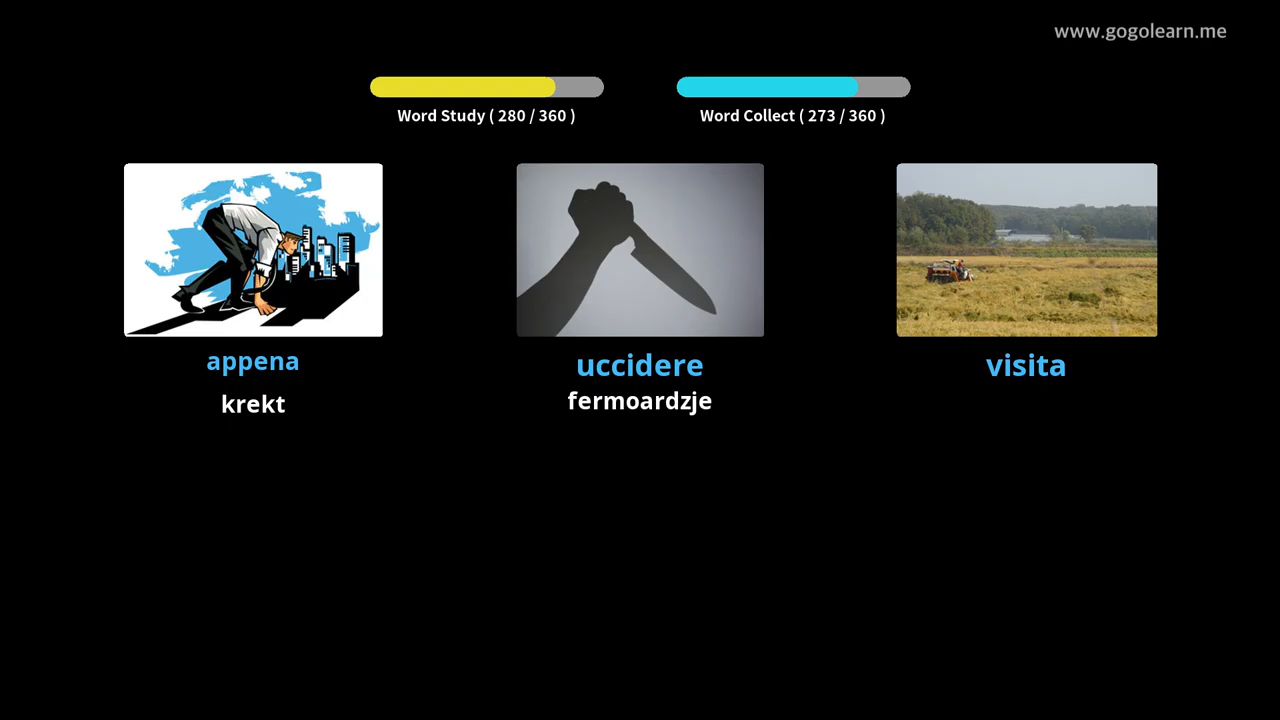 www.gogolearn.me
Word Study ( 280 / 360 )
Word Collect ( 273 / 360 )
appena
krekt
uccidere
fermoardzje
visita